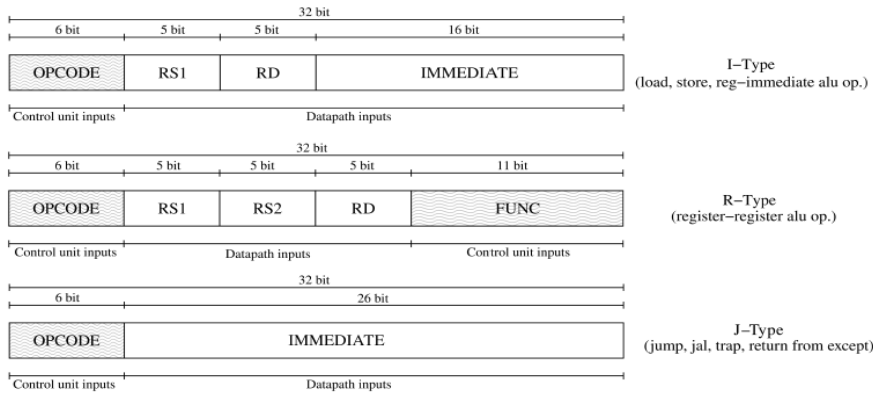 32 bit
6 bit 5 bit 5 bit 16 bit
OPCODE RS1 RD IMMEDIATE
I−Type
(load, store, reg−immediate alu op.)
Control unit inputs Datapath inputs
32 bit
6 bit 5 bit 5 bit 5 bit 11 bit
OPCODE RS1 RS2 RD FUNC
R−Type
(register−register alu op.)
Control unit inputs Datapath inputs Control unit inputs
32 bit
6 bit 26 bit
OPCODE IMMEDIATE
J−Type
(jump, jal, trap, return from except)
Control unit inputs Datapath inputs